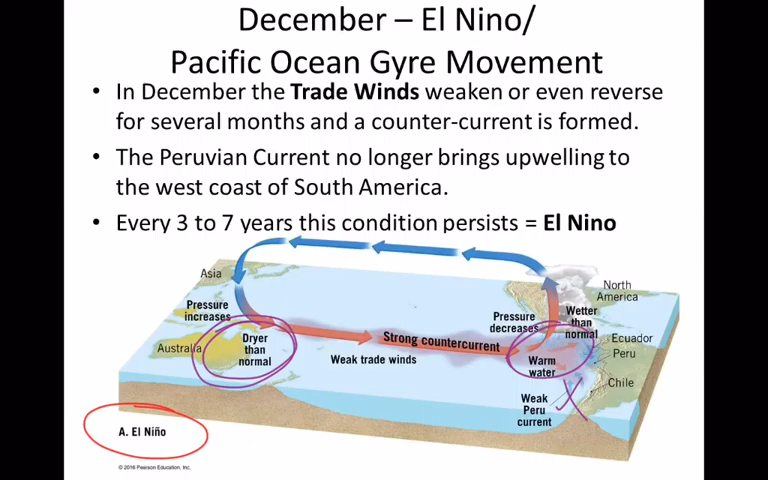 December – El Nino/
Pacific Ocean Gyre Movement
• In December the Trade Winds weaken or even reverse
for several months and a counter-current is formed.
• The Peruvian Current no longer brings upwelling to
the west coast of South America.
• Every 3 to 7 years this condition persists = El Nino
Asia
North
America
Pressure
increases
Pressure
decreases
Wetter
than
normal
Australia
Dryer
than
normal
Strong countercurrent
Weak trade winds
Warm
water
Ecuador
Peru
Chile
Weak
Peru
current
A. El Niño
© 2016 Pearson Education, Inc.